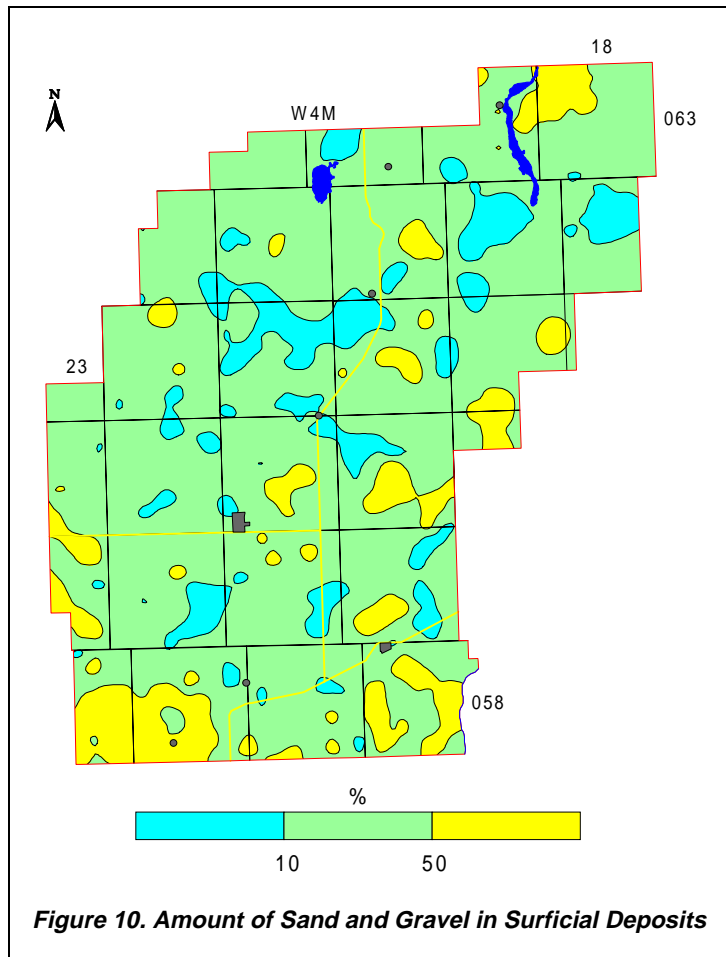 18
N
W4M
063
23
058
%
10 50
Figure 10. Amount of Sand and Gravel in Surficial Deposits